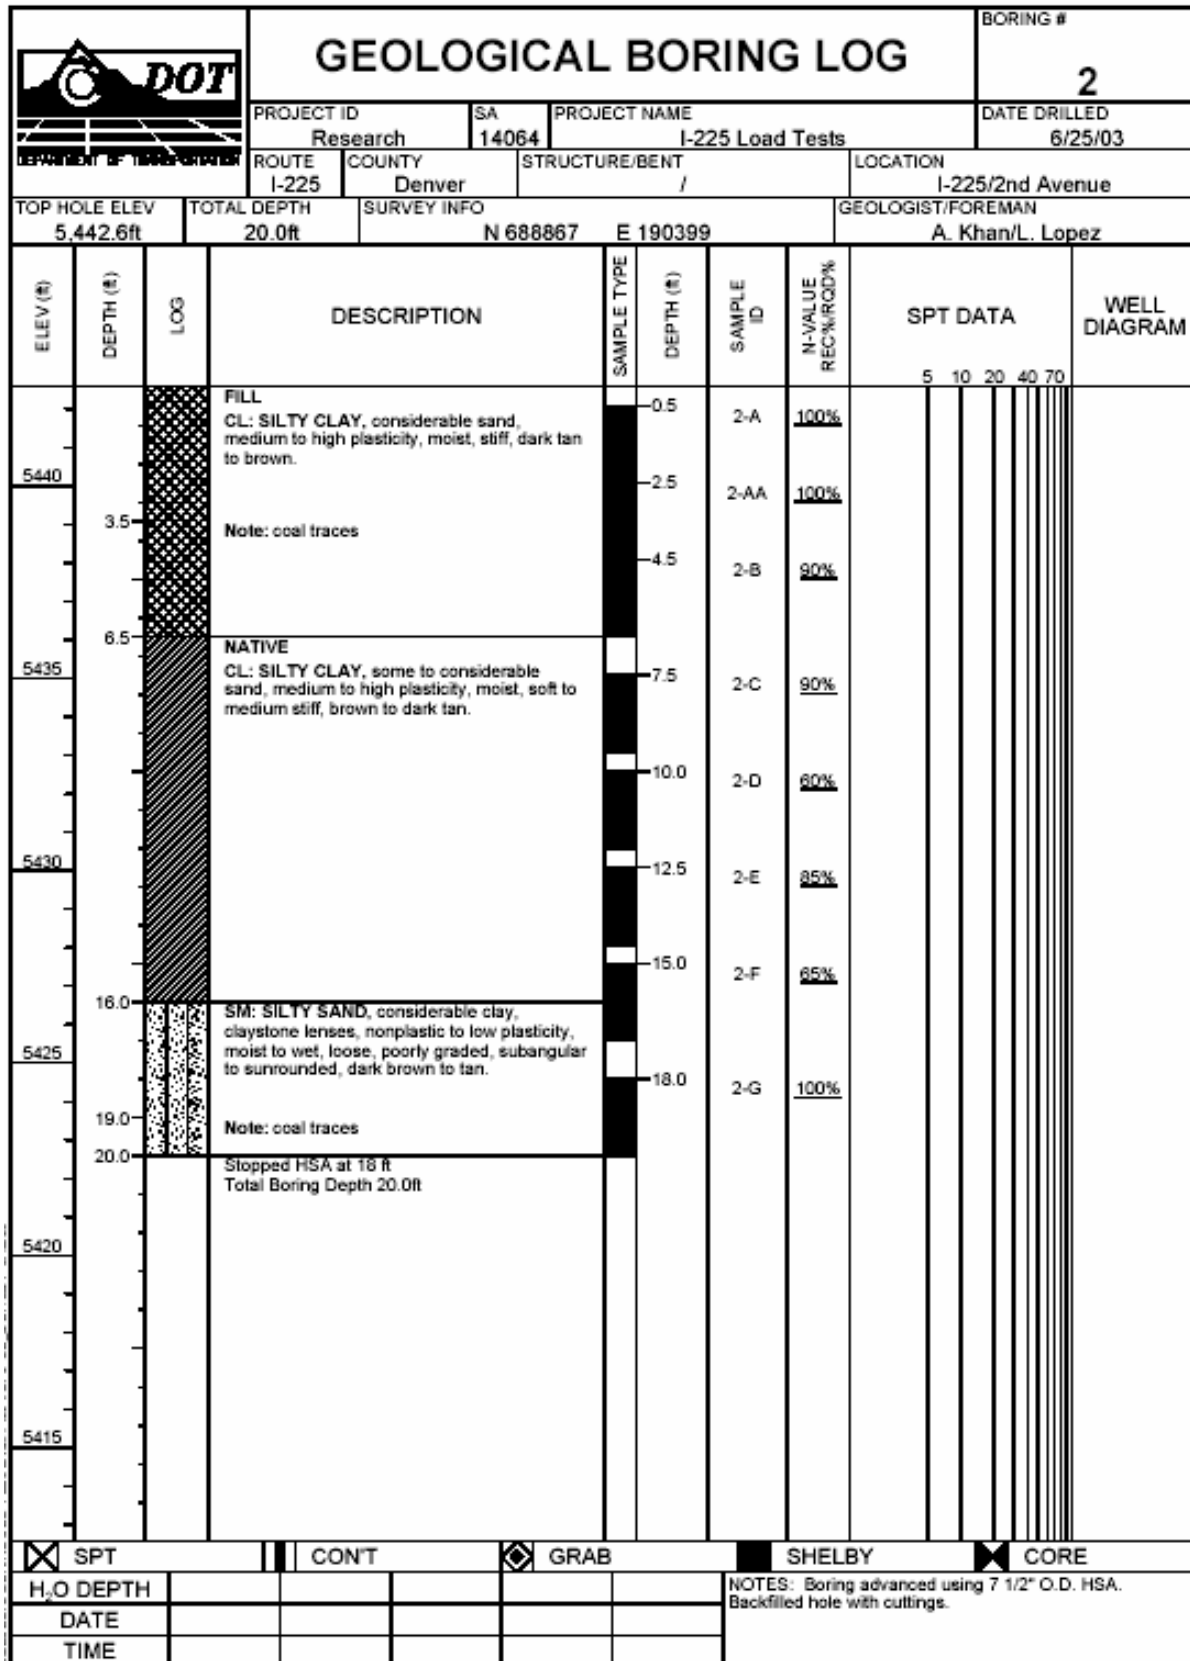 DOT
DEPARTMENT OF TRANSPORTATION
GEOLOGICAL BORING LOG
BORING #
2
PROJECT ID
Research
SA
14064
PROJECT NAME
I-225 Load Tests
DATE DRILLED
6/25/03
ROUTE
I-225
COUNTY
Denver
STRUCTURE/BENT
/
LOCATION
I-225/2nd Avenue
TOP HOLE ELEV
5,442.6ft
TOTAL DEPTH
20.0ft
SURVEY INFO
N 688867 E 190399
GEOLOGIST/FOREMAN
A. Khan/L. Lopez
ELEV (ft)
DEPTH (ft)
LOG
DESCRIPTION
SAMPLE TYPE
DEPTH (ft)
SAMPLE
ID
N-VALUE
REC%/RQD%
SPT DATA
WELL
DIAGRAM
5 10 20 40 70
FILL
CL: SILTY CLAY, considerable sand,
medium to high plasticity, moist, stiff, dark tan
to brown.
0.5 2-A 100%
5440
2.5 2-AA 100%
3.5
Note: coal traces
4.5 2-B 90%
6.5
NATIVE
5435
CL: SILTY CLAY, some to considerable
sand, medium to high plasticity, moist, soft to
medium stiff, brown to dark tan.
7.5 2-C 90%
10.0 2-D 60%
5430
12.5 2-E 85%
15.0 2-F 65%
16.0
SM: SILTY SAND, considerable clay,
claystone lenses, nonplastic to low plasticity,
moist to wet, loose, poorly graded, subangular
to sunrounded, dark brown to tan.
5425
18.0 2-G 100%
19.0
Note: coal traces
20.0
Stopped HSA at 18 ft
Total Boring Depth 20.0ft
5420
5415
SPT CON'T GRAB SHELBY CORE
H₂O DEPTH
DATE
TIME
NOTES: Boring advanced using 7 1/2" O.D. HSA.
Backfilled hole with cuttings.